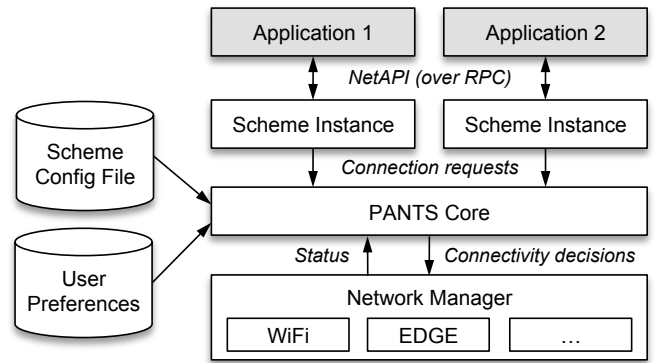 Application 1
Application 2
NetAPI (over RPC)
Scheme Instance
Scheme Instance
Scheme
Config File
Connection requests
PANTS Core
User
Preferences
Status
Connectivity decisions
Network Manager
WiFi
EDGE
…